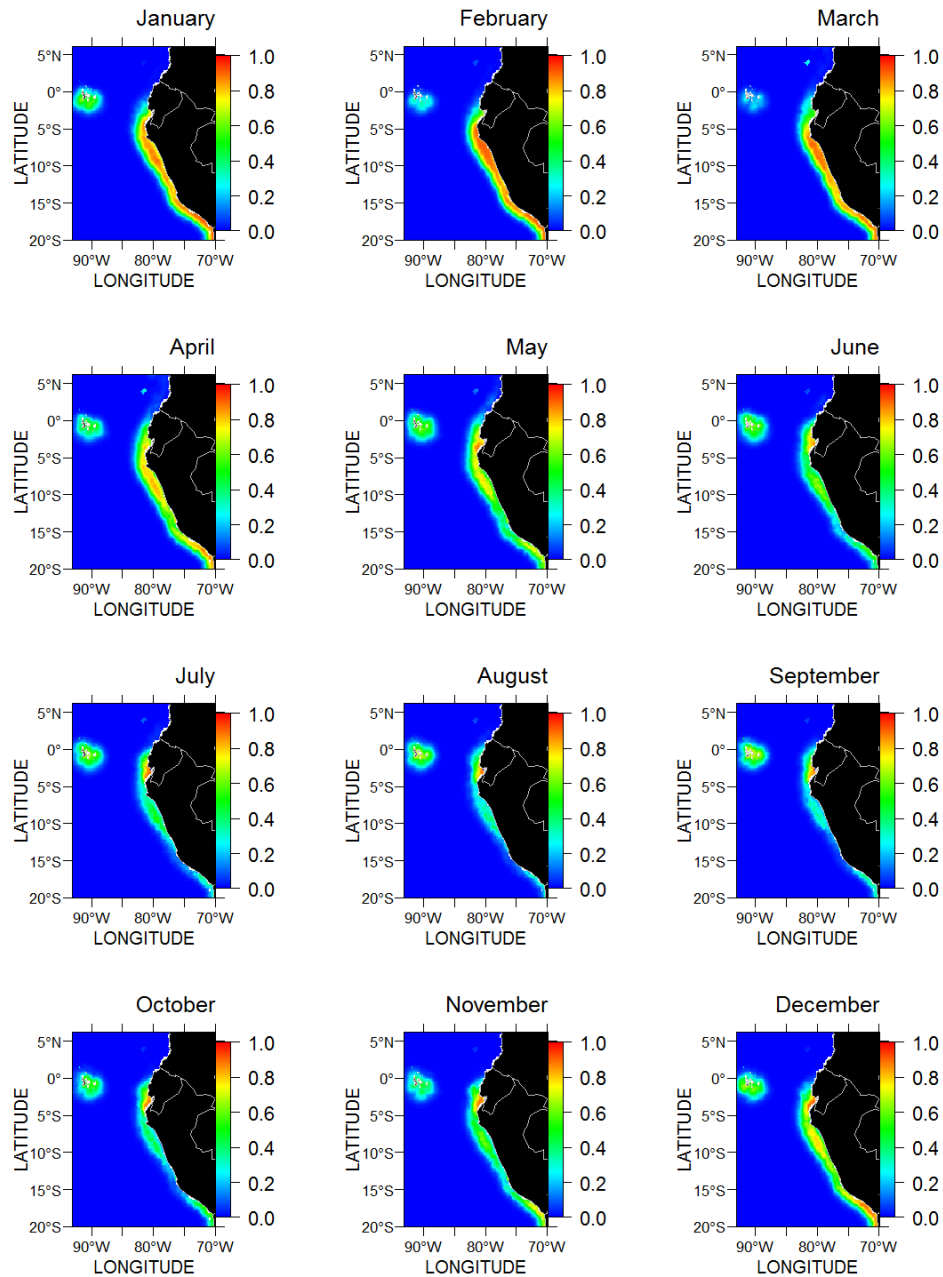 January
LATITUDE
5°N
0°
5°S
10°S
15°S
20°S
90°W 80°W 70°W
LONGITUDE
1.0
0.8
0.6
0.4
0.2
0.0
February
LATITUDE
5°N
0°
5°S
10°S
15°S
20°S
90°W 80°W 70°W
LONGITUDE
1.0
0.8
0.6
0.4
0.2
0.0
March
LATITUDE
5°N
0°
5°S
10°S
15°S
20°S
90°W 80°W 70°W
LONGITUDE
1.0
0.8
0.6
0.4
0.2
0.0
April
LATITUDE
5°N
0°
5°S
10°S
15°S
20°S
90°W 80°W 70°W
LONGITUDE
1.0
0.8
0.6
0.4
0.2
0.0
May
LATITUDE
5°N
0°
5°S
10°S
15°S
20°S
90°W 80°W 70°W
LONGITUDE
1.0
0.8
0.6
0.4
0.2
0.0
June
LATITUDE
5°N
0°
5°S
10°S
15°S
20°S
90°W 80°W 70°W
LONGITUDE
1.0
0.8
0.6
0.4
0.2
0.0
July
LATITUDE
5°N
0°
5°S
10°S
15°S
20°S
90°W 80°W 70°W
LONGITUDE
1.0
0.8
0.6
0.4
0.2
0.0
August
LATITUDE
5°N
0°
5°S
10°S
15°S
20°S
90°W 80°W 70°W
LONGITUDE
1.0
0.8
0.6
0.4
0.2
0.0
September
LATITUDE
5°N
0°
5°S
10°S
15°S
20°S
90°W 80°W 70°W
LONGITUDE
1.0
0.8
0.6
0.4
0.2
0.0
October
LATITUDE
5°N
0°
5°S
10°S
15°S
20°S
90°W 80°W 70°W
LONGITUDE
1.0
0.8
0.6
0.4
0.2
0.0
November
LATITUDE
5°N
0°
5°S
10°S
15°S
20°S
90°W 80°W 70°W
LONGITUDE
1.0
0.8
0.6
0.4
0.2
0.0
December
LATITUDE
5°N
0°
5°S
10°S
15°S
20°S
90°W 80°W 70°W
LONGITUDE
1.0
0.8
0.6
0.4
0.2
0.0